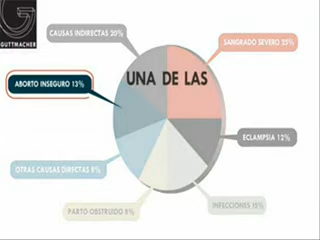 GUTTMACHER
CAUSAS INDIRECTAS 20%
SANGRADO SEVERO 25%
UNA DE LAS
ABORTO INSEGURO 13%
ECLAMPSIA 12%
OTRAS CAUSAS DIRECTAS 8%
INFECCIONES 15%
PARTO OBSTRUIDO 8%